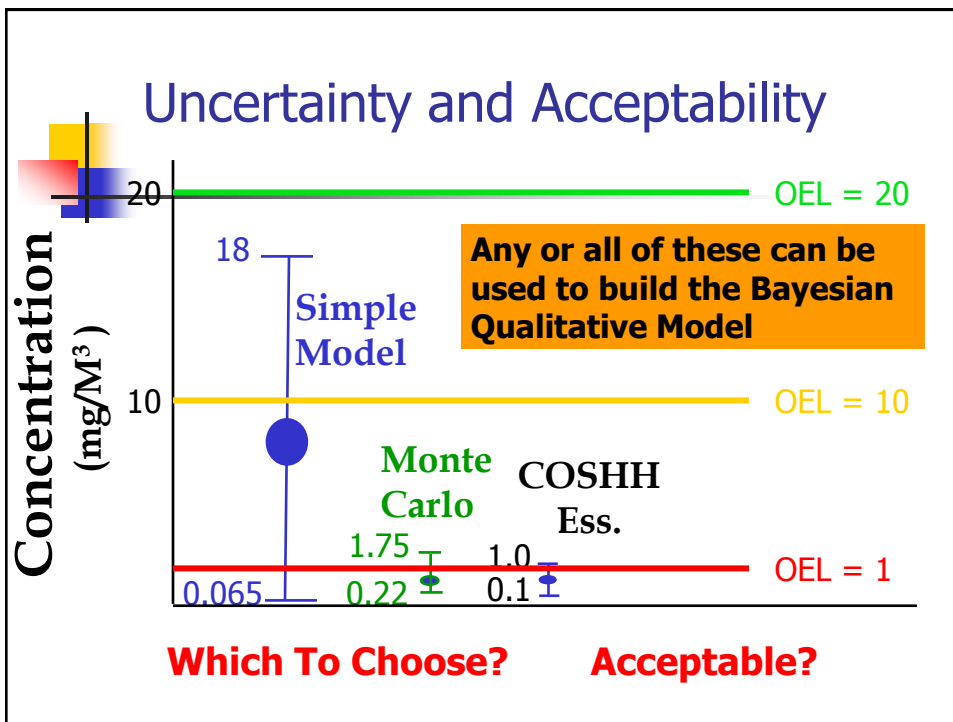 Uncertainty and Acceptability
20
OEL = 20
18
Any or all of these can be
used to build the Bayesian
Qualitative Model
Simple
Model
Concentration
(mg/M³ )
10
OEL = 10
Monte
Carlo
COSHH
Ess.
1.75
1.0
OEL = 1
0.065
0.22
0.1
Which To Choose?
Acceptable?